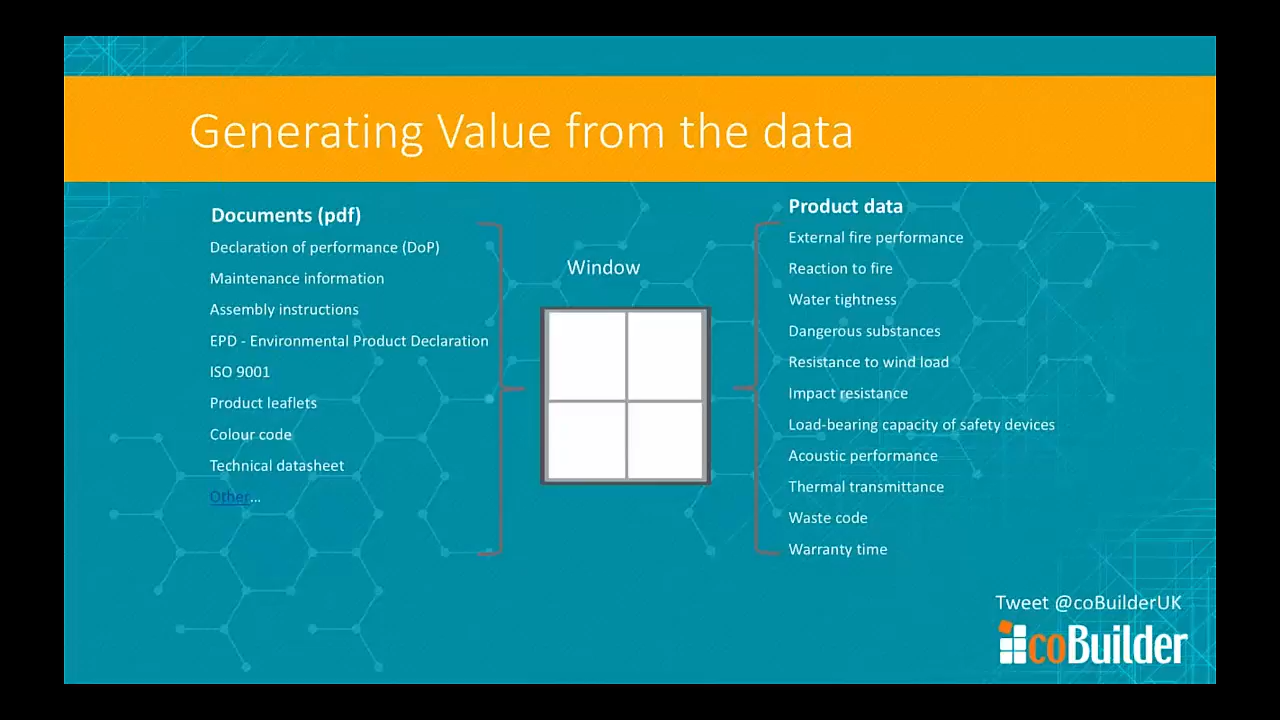 Generating Value from the data
Documents (pdf)
Declaration of performance (DoP)
Maintenance information
Assembly instructions
EPD - Environmental Product Declaration
ISO 9001
Product leaflets
Colour code
Technical datasheet
Other...
Window
Product data
External fire performance
Reaction to fire
Water tightness
Dangerous substances
Resistance to wind load
Impact resistance
Load-bearing capacity of safety devices
Acoustic performance
Thermal transmittance
Waste code
Warranty time
Tweet @coBuilderUK
coBuilder